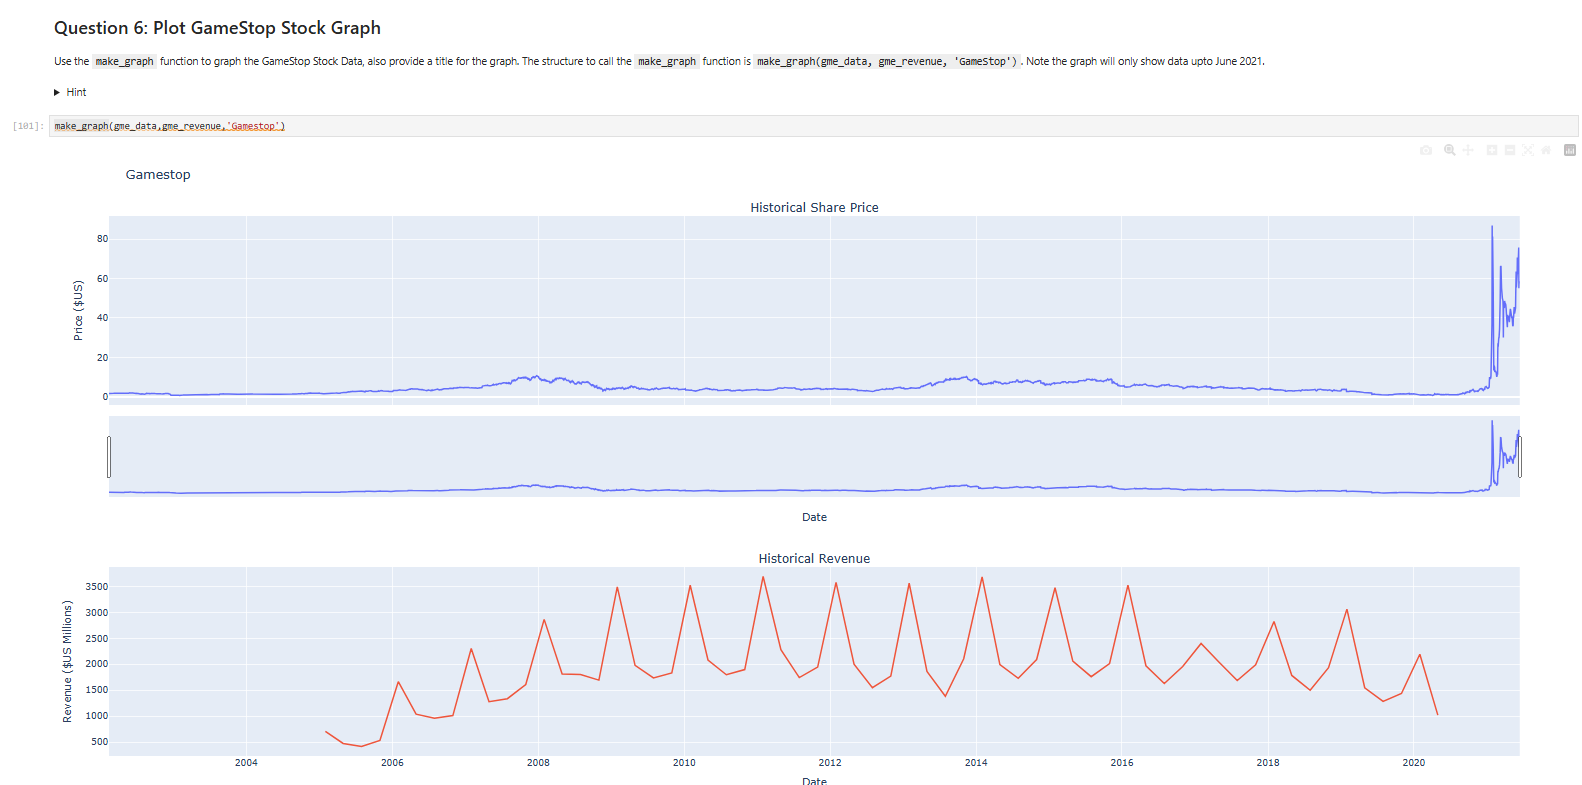 Question 6: Plot GameStop Stock Graph
Use the make_graph function to graph the GameStop Stock Data, also provide a title for the graph. The structure to call the make_graph function is make_graph(gme_data, gme_revenue, 'GameStop') . Note the graph will only show data upto June 2021.
Hint
[101]: make_graph(gme_data,gme_revenue,'Gamestop')
Gamestop
Historical Share Price
Price ($US)
80
60
40
20
0
Date
Historical Revenue
Revenue ($US Millions)
3500
3000
2500
2000
1500
1000
500
2004 2006 2008 2010 2012 2014 2016 2018 2020
Date